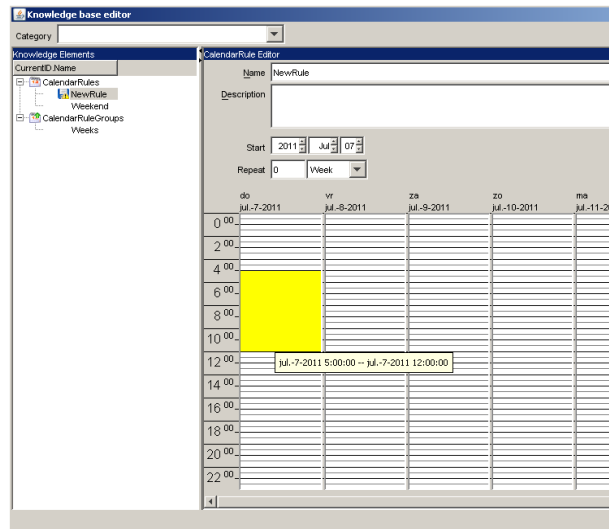 Knowledge base editor
Category
Knowledge Elements
CurrentID.Name
CalendarRules
NewRule
Weekend
CalendarRuleGroups
Weeks
CalendarRule Editor
Name NewRule
Description
Start 2011 Jul 07
Repeat 0 Week
do vr za zo ma
jul.-7-2011 jul.-8-2011 jul.-9-2011 jul.-10-2011 jul.-11-20
0 00
2 00
4 00
6 00
8 00
10 00
12 00 jul.-7-2011 5:00:00 -- jul.-7-2011 12:00:00
14 00
16 00
18 00
20 00
22 00